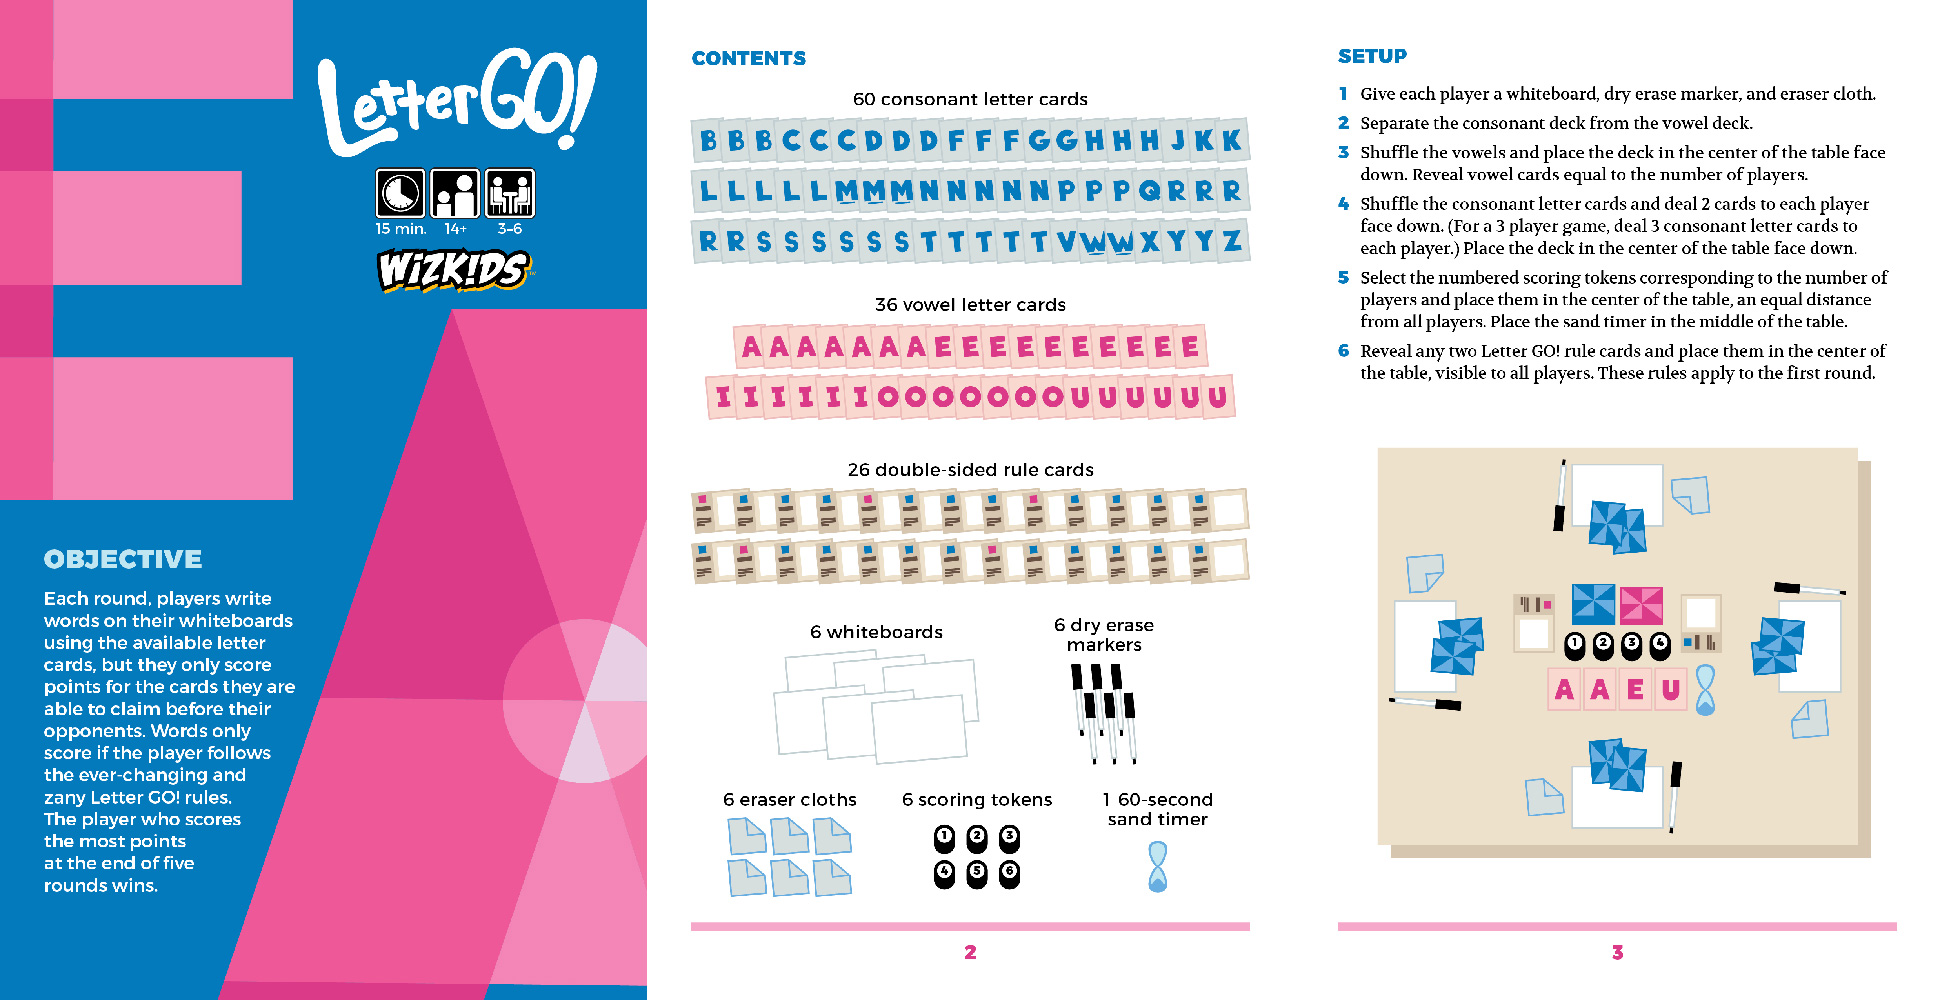 LetterGO!
15 min. 14+ 3-6
WIZKIDS™
OBJECTIVE
Each round, players write
words on their whiteboards
using the available letter
cards, but they only score
points for the cards they are
able to claim before their
opponents. Words only
score if the player follows
the ever-changing and
zany Letter GO! rules.
The player who scores
the most points
at the end of five
rounds wins.
CONTENTS
60 consonant letter cards
B B B C C C D D D F F F G G H H H J K K
L L L L L M M M N N N N N P P P Q R R R
R R S S S S S S T T T T T V W W X Y Y Z
36 vowel letter cards
A A A A A A A E E E E E E E E E E
I I I I I I O O O O O O O U U U U U U
26 double-sided rule cards
6 whiteboards
6 dry erase
markers
6 eraser cloths
6 scoring tokens
1 2 3
4 5 6
1 60-second
sand timer
2
SETUP
1 Give each player a whiteboard, dry erase marker, and eraser cloth.
2 Separate the consonant deck from the vowel deck.
3 Shuffle the vowels and place the deck in the center of the table face
down. Reveal vowel cards equal to the number of players.
4 Shuffle the consonant letter cards and deal 2 cards to each player
face down. (For a 3 player game, deal 3 consonant letter cards to
each player.) Place the deck in the center of the table face down.
5 Select the numbered scoring tokens corresponding to the number of
players and place them in the center of the table, an equal distance
from all players. Place the sand timer in the middle of the table.
6 Reveal any two Letter GO! rule cards and place them in the center of
the table, visible to all players. These rules apply to the first round.
1 2 3 4
A A E U
3